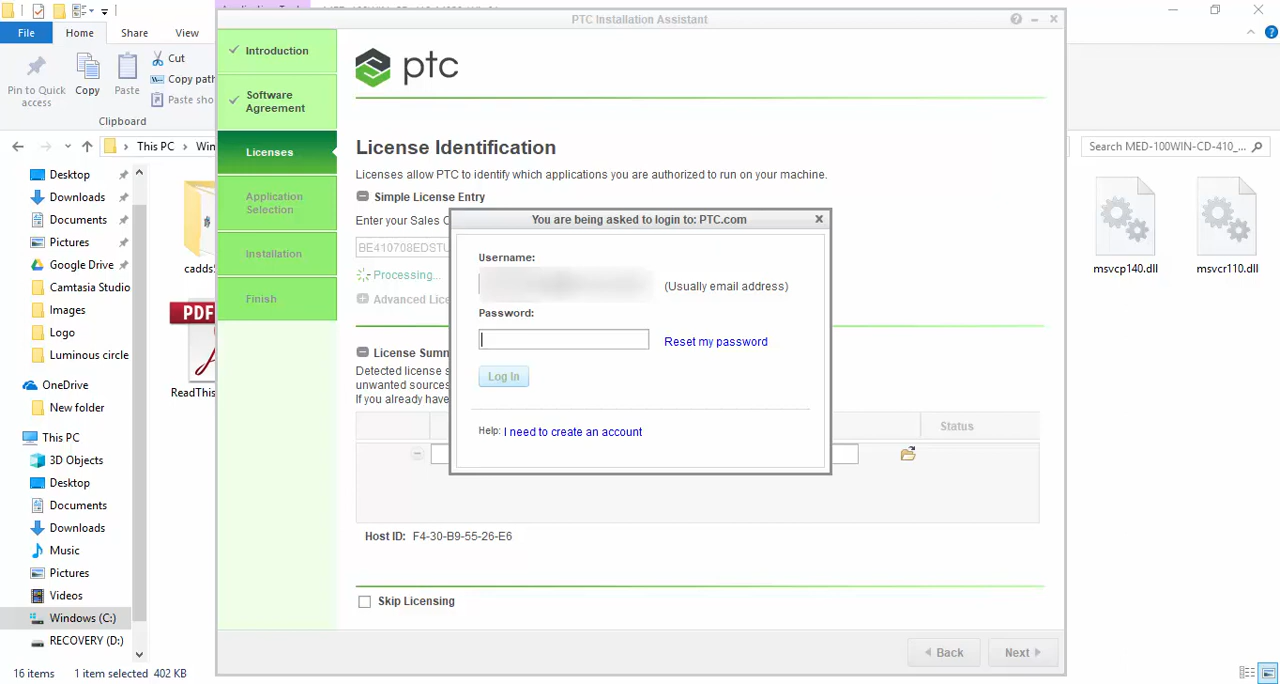 PTC Installation Assistant
File
Home
Share
View
Pin to Quick access
Copy
Paste
Cut
Copy path
Paste sho
Clipboard
This PC
Win
Search MED-100WIN-CD-410_...
Desktop
Downloads
Documents
Pictures
Google Drive
Camtasia Studio
Images
Logo
Luminous circle
OneDrive
New folder
This PC
3D Objects
Desktop
Documents
Downloads
Music
Pictures
Videos
Windows (C:)
RECOVERY (D:)
16 items
1 item selected 402 KB
cadds5
PDF
ReadThis
Introduction
Software
Agreement
Licenses
Application
Selection
Installation
Finish
ptc
License Identification
Licenses allow PTC to identify which applications you are authorized to run on your machine.
Simple License Entry
Enter your Sales O
BE410708EDSTU
Processing...
Advanced Lice
License Summ
Detected license s
unwanted sources
If you already have
Status
Host ID: F4-30-B9-55-26-E6
Skip Licensing
Back
Next
You are being asked to login to: PTC.com
Username:
(Usually email address)
Password:
Reset my password
Log In
Help: I need to create an account
msvcp140.dll
msvcr110.dll